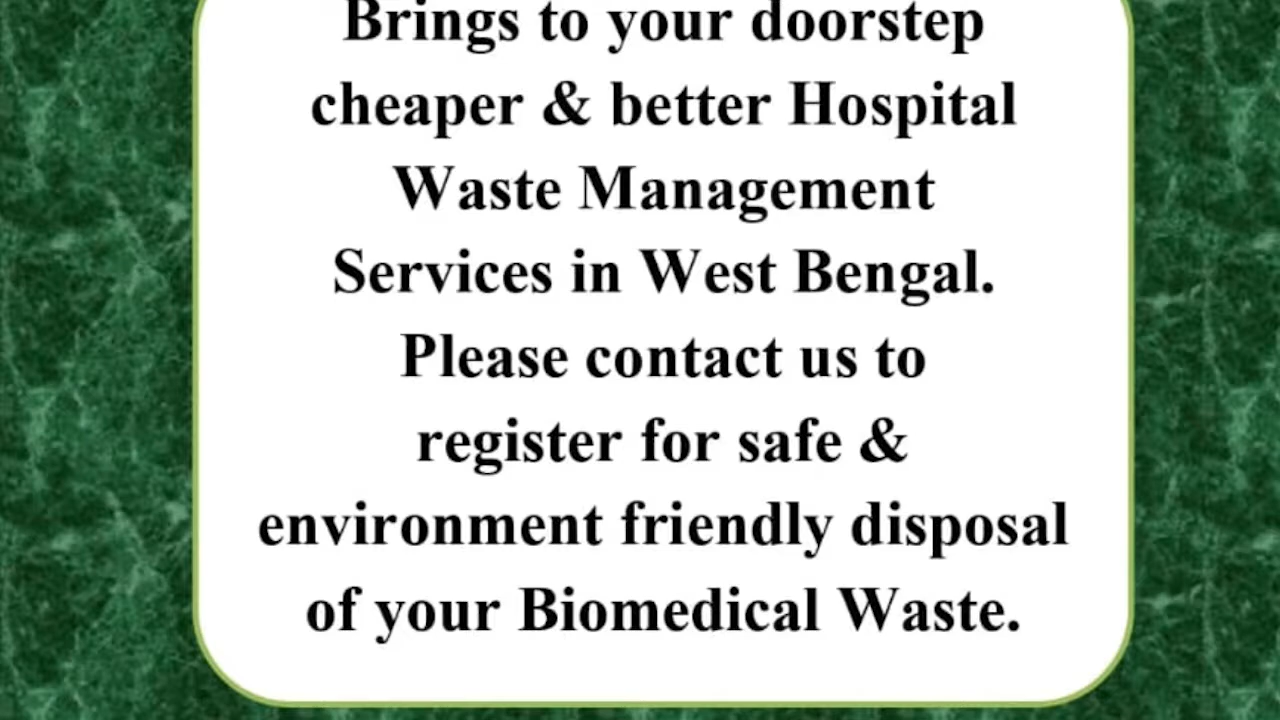 Brings to your doorstep
cheaper & better Hospital
Waste Management
Services in West Bengal.
Please contact us to
register for safe &
environment friendly disposal
of your Biomedical Waste.